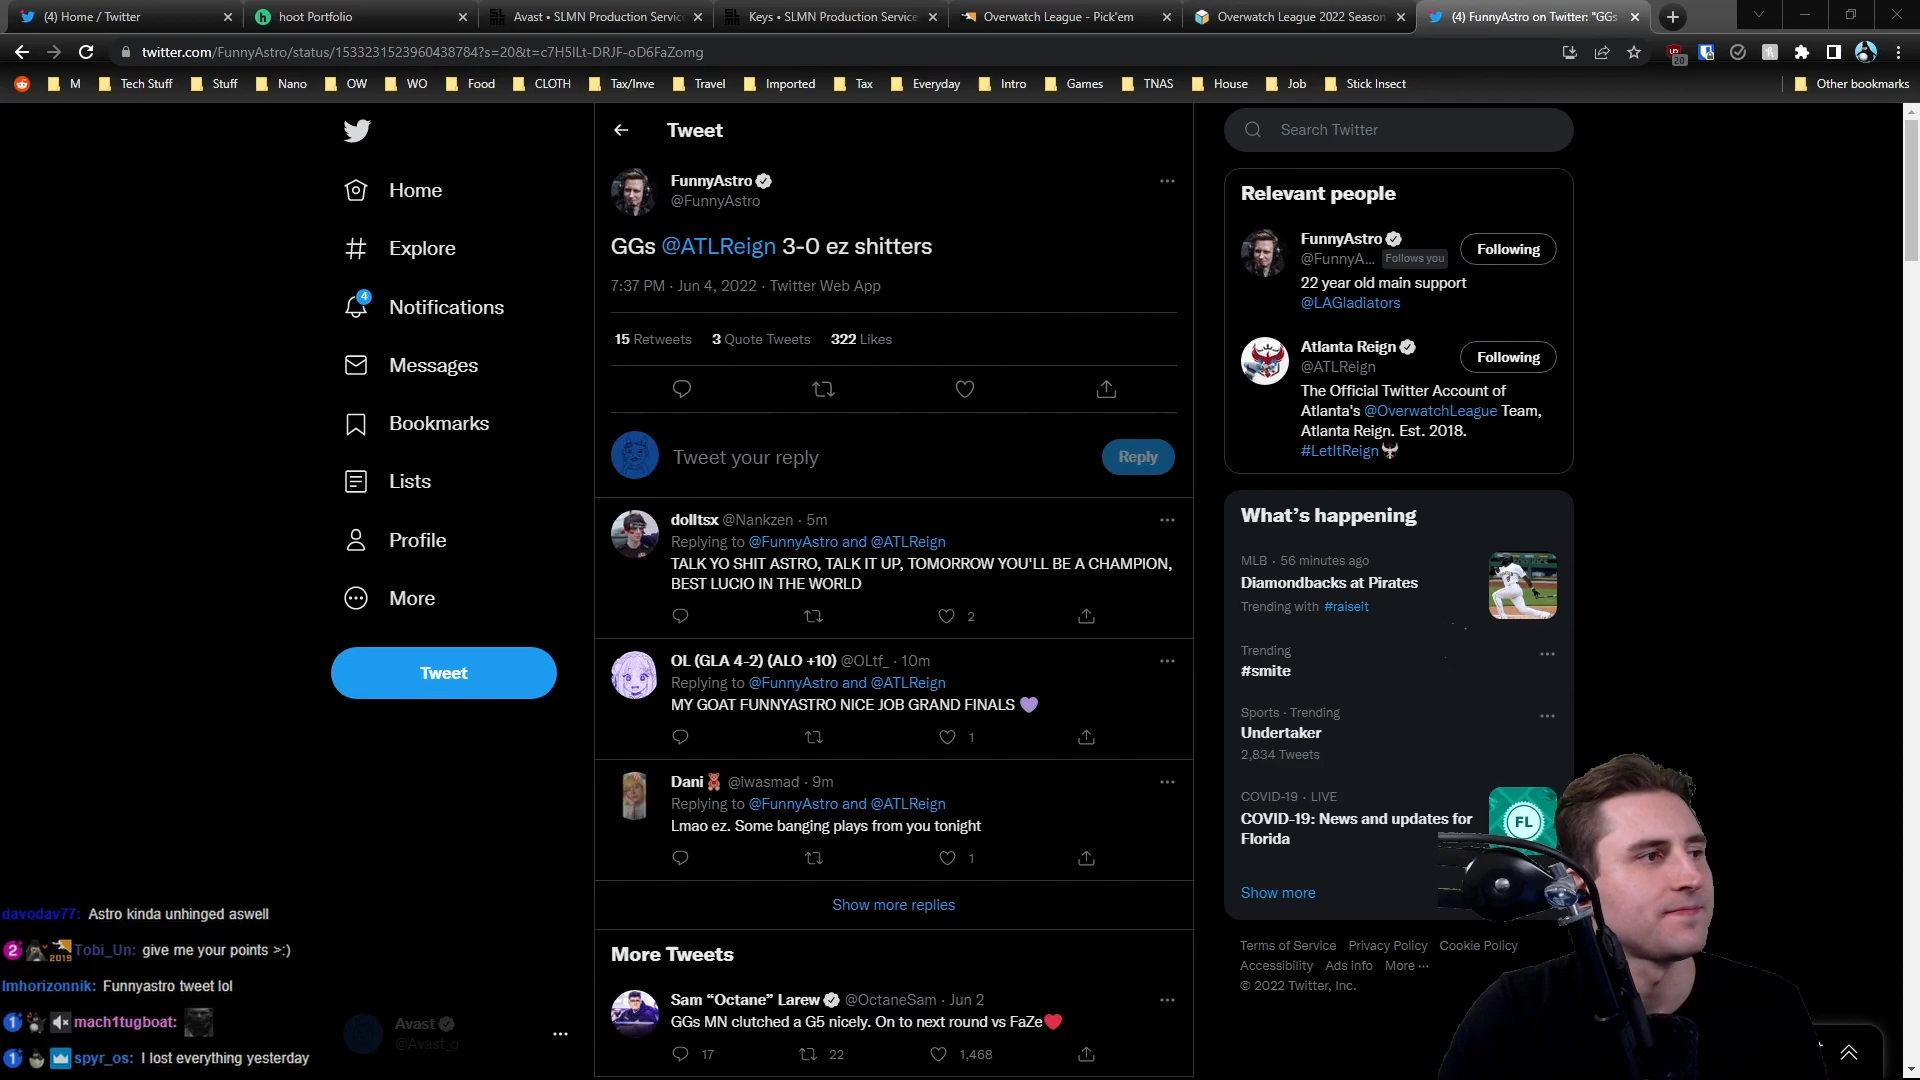 (4) Home / Twitter
hoot Portfolio
Avast • SLMN Production Servic
Keys • SLMN Production Service
Overwatch League - Pick'em
Overwatch League 2022 Season
(4) FunnyAstro on Twitter: "GGs
twitter.com/FunnyAstro/status/1533231523960438784?s=20&t=c7H5ILt-DRJF-oD6FaZomg
20
M
Tech Stuff
Stuff
Nano
OW
WO
Food
CLOTH
Tax/Inve
Travel
Imported
Tax
Everyday
Intro
Games
TNAS
House
Job
Stick Insect
Other bookmarks
Home
Explore
4
Notifications
Messages
Bookmarks
Lists
Profile
More
Tweet
Tweet
FunnyAstro
@FunnyAstro
GGs @ATLReign 3-0 ez shitters
7:37 PM · Jun 4, 2022 · Twitter Web App
15 Retweets 3 Quote Tweets 322 Likes
Tweet your reply
Reply
dolltsx @Nankzen · 5m
Replying to @FunnyAstro and @ATLReign
TALK YO SHIT ASTRO, TALK IT UP, TOMORROW YOU'LL BE A CHAMPION,
BEST LUCIO IN THE WORLD
2
OL (GLA 4-2) (ALO +10) @OLtf_ · 10m
Replying to @FunnyAstro and @ATLReign
MY GOAT FUNNYASTRO NICE JOB GRAND FINALS 💜
1
Dani🧸 @iwasmad · 9m
Replying to @FunnyAstro and @ATLReign
Lmao ez. Some banging plays from you tonight
1
Show more replies
More Tweets
Sam “Octane” Larew @OctaneSam · Jun 2
GGs MN clutched a G5 nicely. On to next round vs FaZe❤️
17 22 1,468
Search Twitter
Relevant people
FunnyAstro
@FunnyA... Follows you
Following
22 year old main support
@LAGladiators
Atlanta Reign
@ATLReign
Following
The Official Twitter Account of
Atlanta's @OverwatchLeague Team,
Atlanta Reign. Est. 2018.
#LetItReign
What's happening
MLB · 56 minutes ago
Diamondbacks at Pirates
Trending with #raiseit
Trending
#smite
Sports · Trending
Undertaker
2,834 Tweets
COVID-19 · LIVE
COVID-19: News and updates for
Florida
FL
Show more
Terms of Service Privacy Policy Cookie Policy
Accessibility Ads info More ···
© 2022 Twitter, Inc.
davodav77: Astro kinda unhinged aswell
2 2019 Tobi_Un: give me your points >:)
lmhorizonnik: Funnyastro tweet lol
1 mach1tugboat:
1 spyr_os: I lost everything yesterday
Avast
@Avast_o